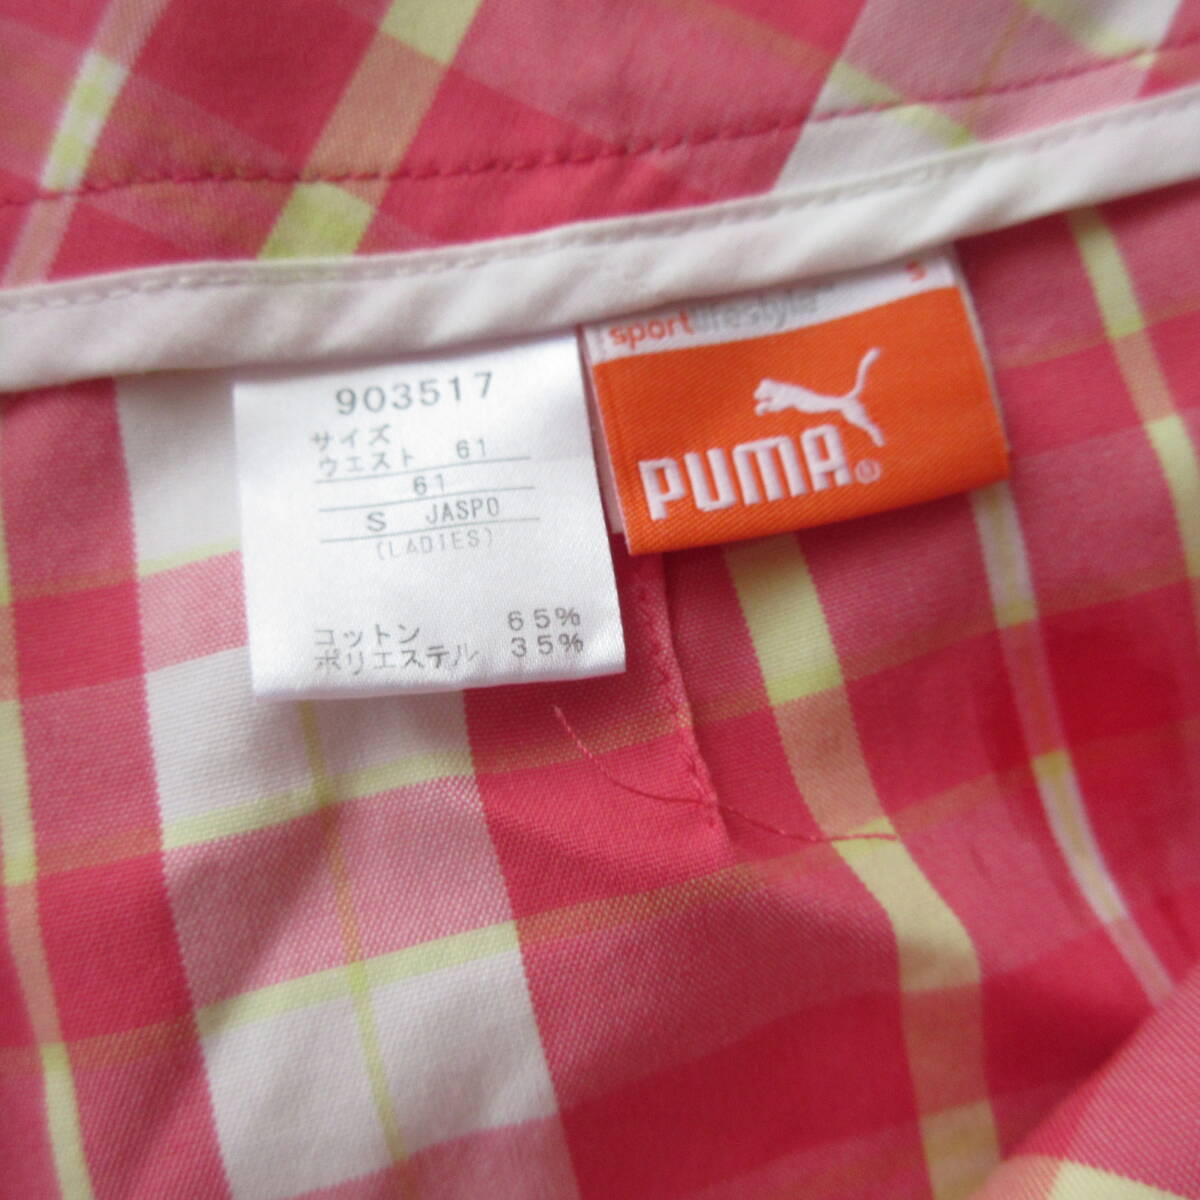 903517
サイズ
ウエスト 61
61
S JASPO
(LADIES)
コットン 65%
ポリエステル 35%
sportlifestyle S
PUMA®